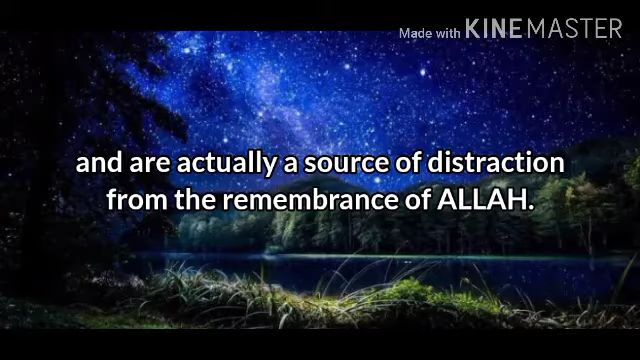 Made with KINEMASTER
and are actually a source of distraction
from the remembrance of ALLAH.